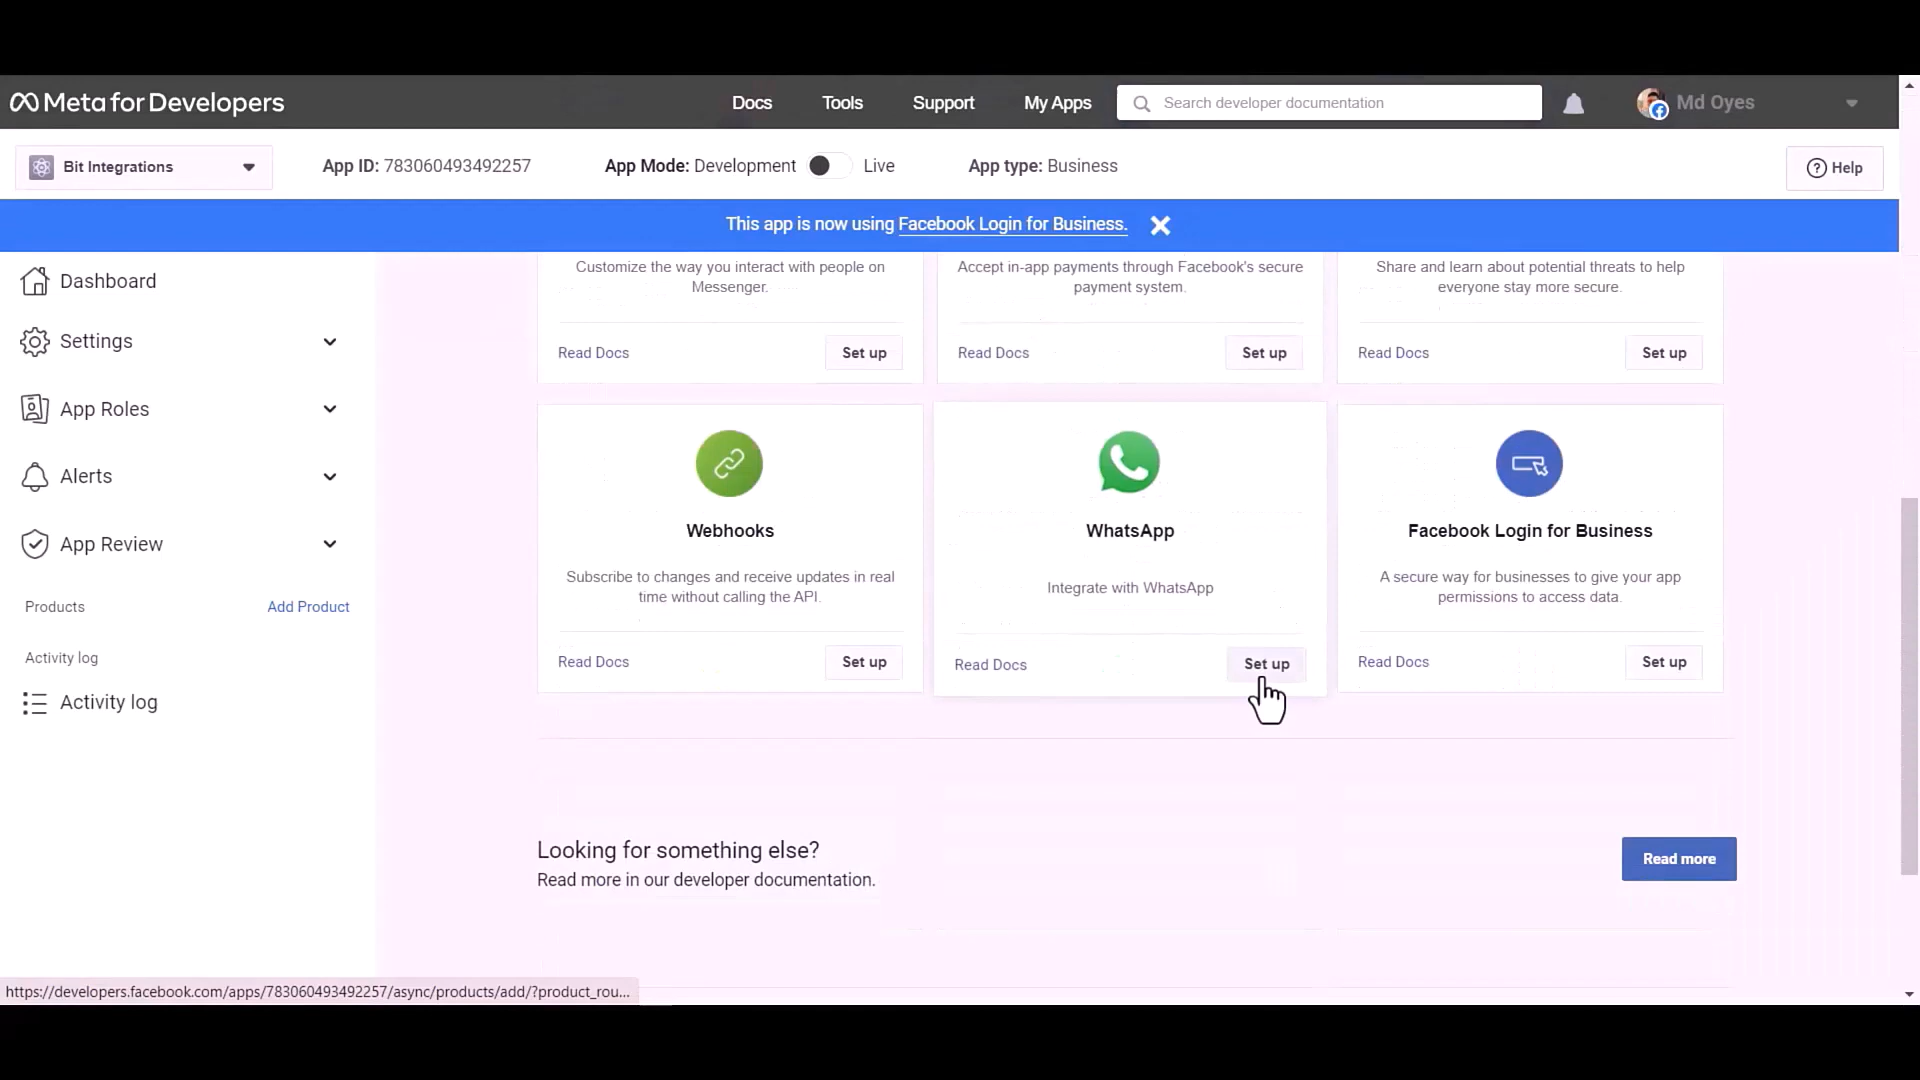 Meta for Developers
Docs
Tools
Support
My Apps
Search developer documentation
Md Oyes
Bit Integrations
App ID: 783060493492257
App Mode: Development
Live
App type: Business
Help
This app is now using Facebook Login for Business.
Dashboard
Settings
App Roles
Alerts
App Review
Products
Add Product
Activity log
Activity log
Customize the way you interact with people on
Messenger.
Read Docs
Set up
Accept in-app payments through Facebook's secure
payment system.
Read Docs
Set up
Share and learn about potential threats to help
everyone stay more secure.
Read Docs
Set up
Webhooks
Subscribe to changes and receive updates in real
time without calling the API.
Read Docs
Set up
WhatsApp
Integrate with WhatsApp
Read Docs
Set up
Facebook Login for Business
A secure way for businesses to give your app
permissions to access data.
Read Docs
Set up
Looking for something else?
Read more in our developer documentation.
Read more
https://developers.facebook.com/apps/783060493492257/async/products/add/?product_rou...